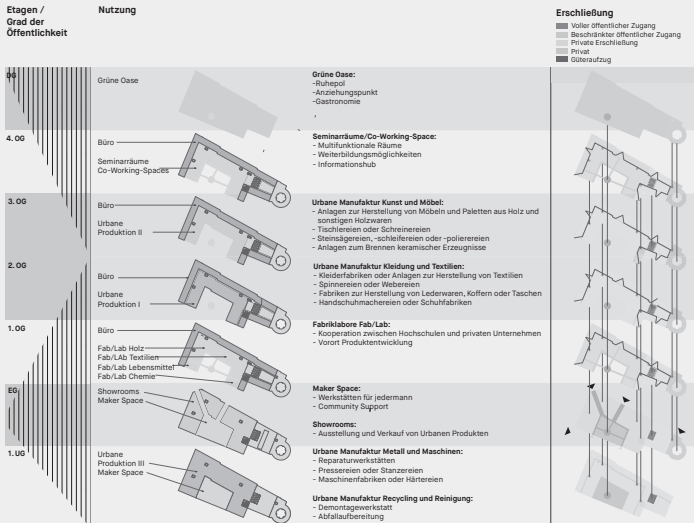 Etagen /
Grad der
Öffentlichkeit
Nutzung
Erschließung
Voller öffentlicher Zugang
Beschränkter öffentlicher Zugang
Private Erschließung
Privat
Güteraufzug
DG
Grüne Oase
Grüne Oase:
-Ruhepol
-Anziehungspunkt
-Gastronomie
4. OG
Büro
Seminarräume
Co-Working-Spaces
Seminarräume/Co-Working-Space:
- Multifunktionale Räume
- Weiterbildungsmöglichkeiten
- Informationshub
3. OG
Büro
Urbane
Produktion II
Urbane Manufaktur Kunst und Möbel:
- Anlagen zur Herstellung von Möbeln und Paletten aus Holz und
sonstigen Holzwaren
- Tischlereien oder Schreinereien
- Steinsägereien, -schleifereien oder -polierereien
- Anlagen zum Brennen keramischer Erzeugnisse
2. OG
Büro
Urbane
Produktion I
Urbane Manufaktur Kleidung und Textilien:
- Kleiderfabriken oder Anlagen zur Herstellung von Textilien
- Spinnereien oder Webereien
- Fabriken zur Herstellung von Lederwaren, Koffern oder Taschen
- Handschuhmachereien oder Schuhfabriken
1. OG
Büro
Fab/Lab Holz
Fab/LAb Textilien
Fab/Lab Lebensmittel
Fab/Lab Chemie
Fabriklabore Fab/Lab:
- Kooperation zwischen Hochschulen und privaten Unternehmen
- Vorort Produktentwicklung
EG
Showrooms
Maker Space
Maker Space:
- Werkstätten für jedermann
- Community Support
Showrooms:
- Ausstellung und Verkauf von Urbanen Produkten
1. UG
Urbane
Produktion III
Maker Space
Urbane Manufaktur Metall und Maschinen:
- Reparaturwerkstätten
- Pressereien oder Stanzereien
- Maschinenfabriken oder Härtereien
Urbane Manufaktur Recycling und Reinigung:
- Demontagewerkstatt
- Abfallaufbereitung